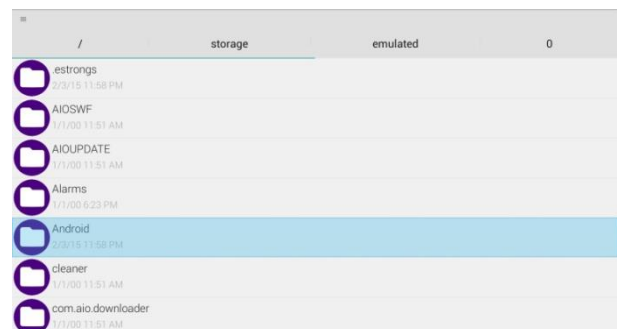 / storage emulated 0
.estrongs
2/3/15 11:58 PM
AIOSWF
1/1/00 11:51 AM
AIOUPDATE
1/1/00 11:51 AM
Alarms
1/1/00 6:23 PM
Android
2/3/15 11:58 PM
cleaner
1/1/00 11:51 AM
com.aio.downloader
1/1/00 11:51 AM